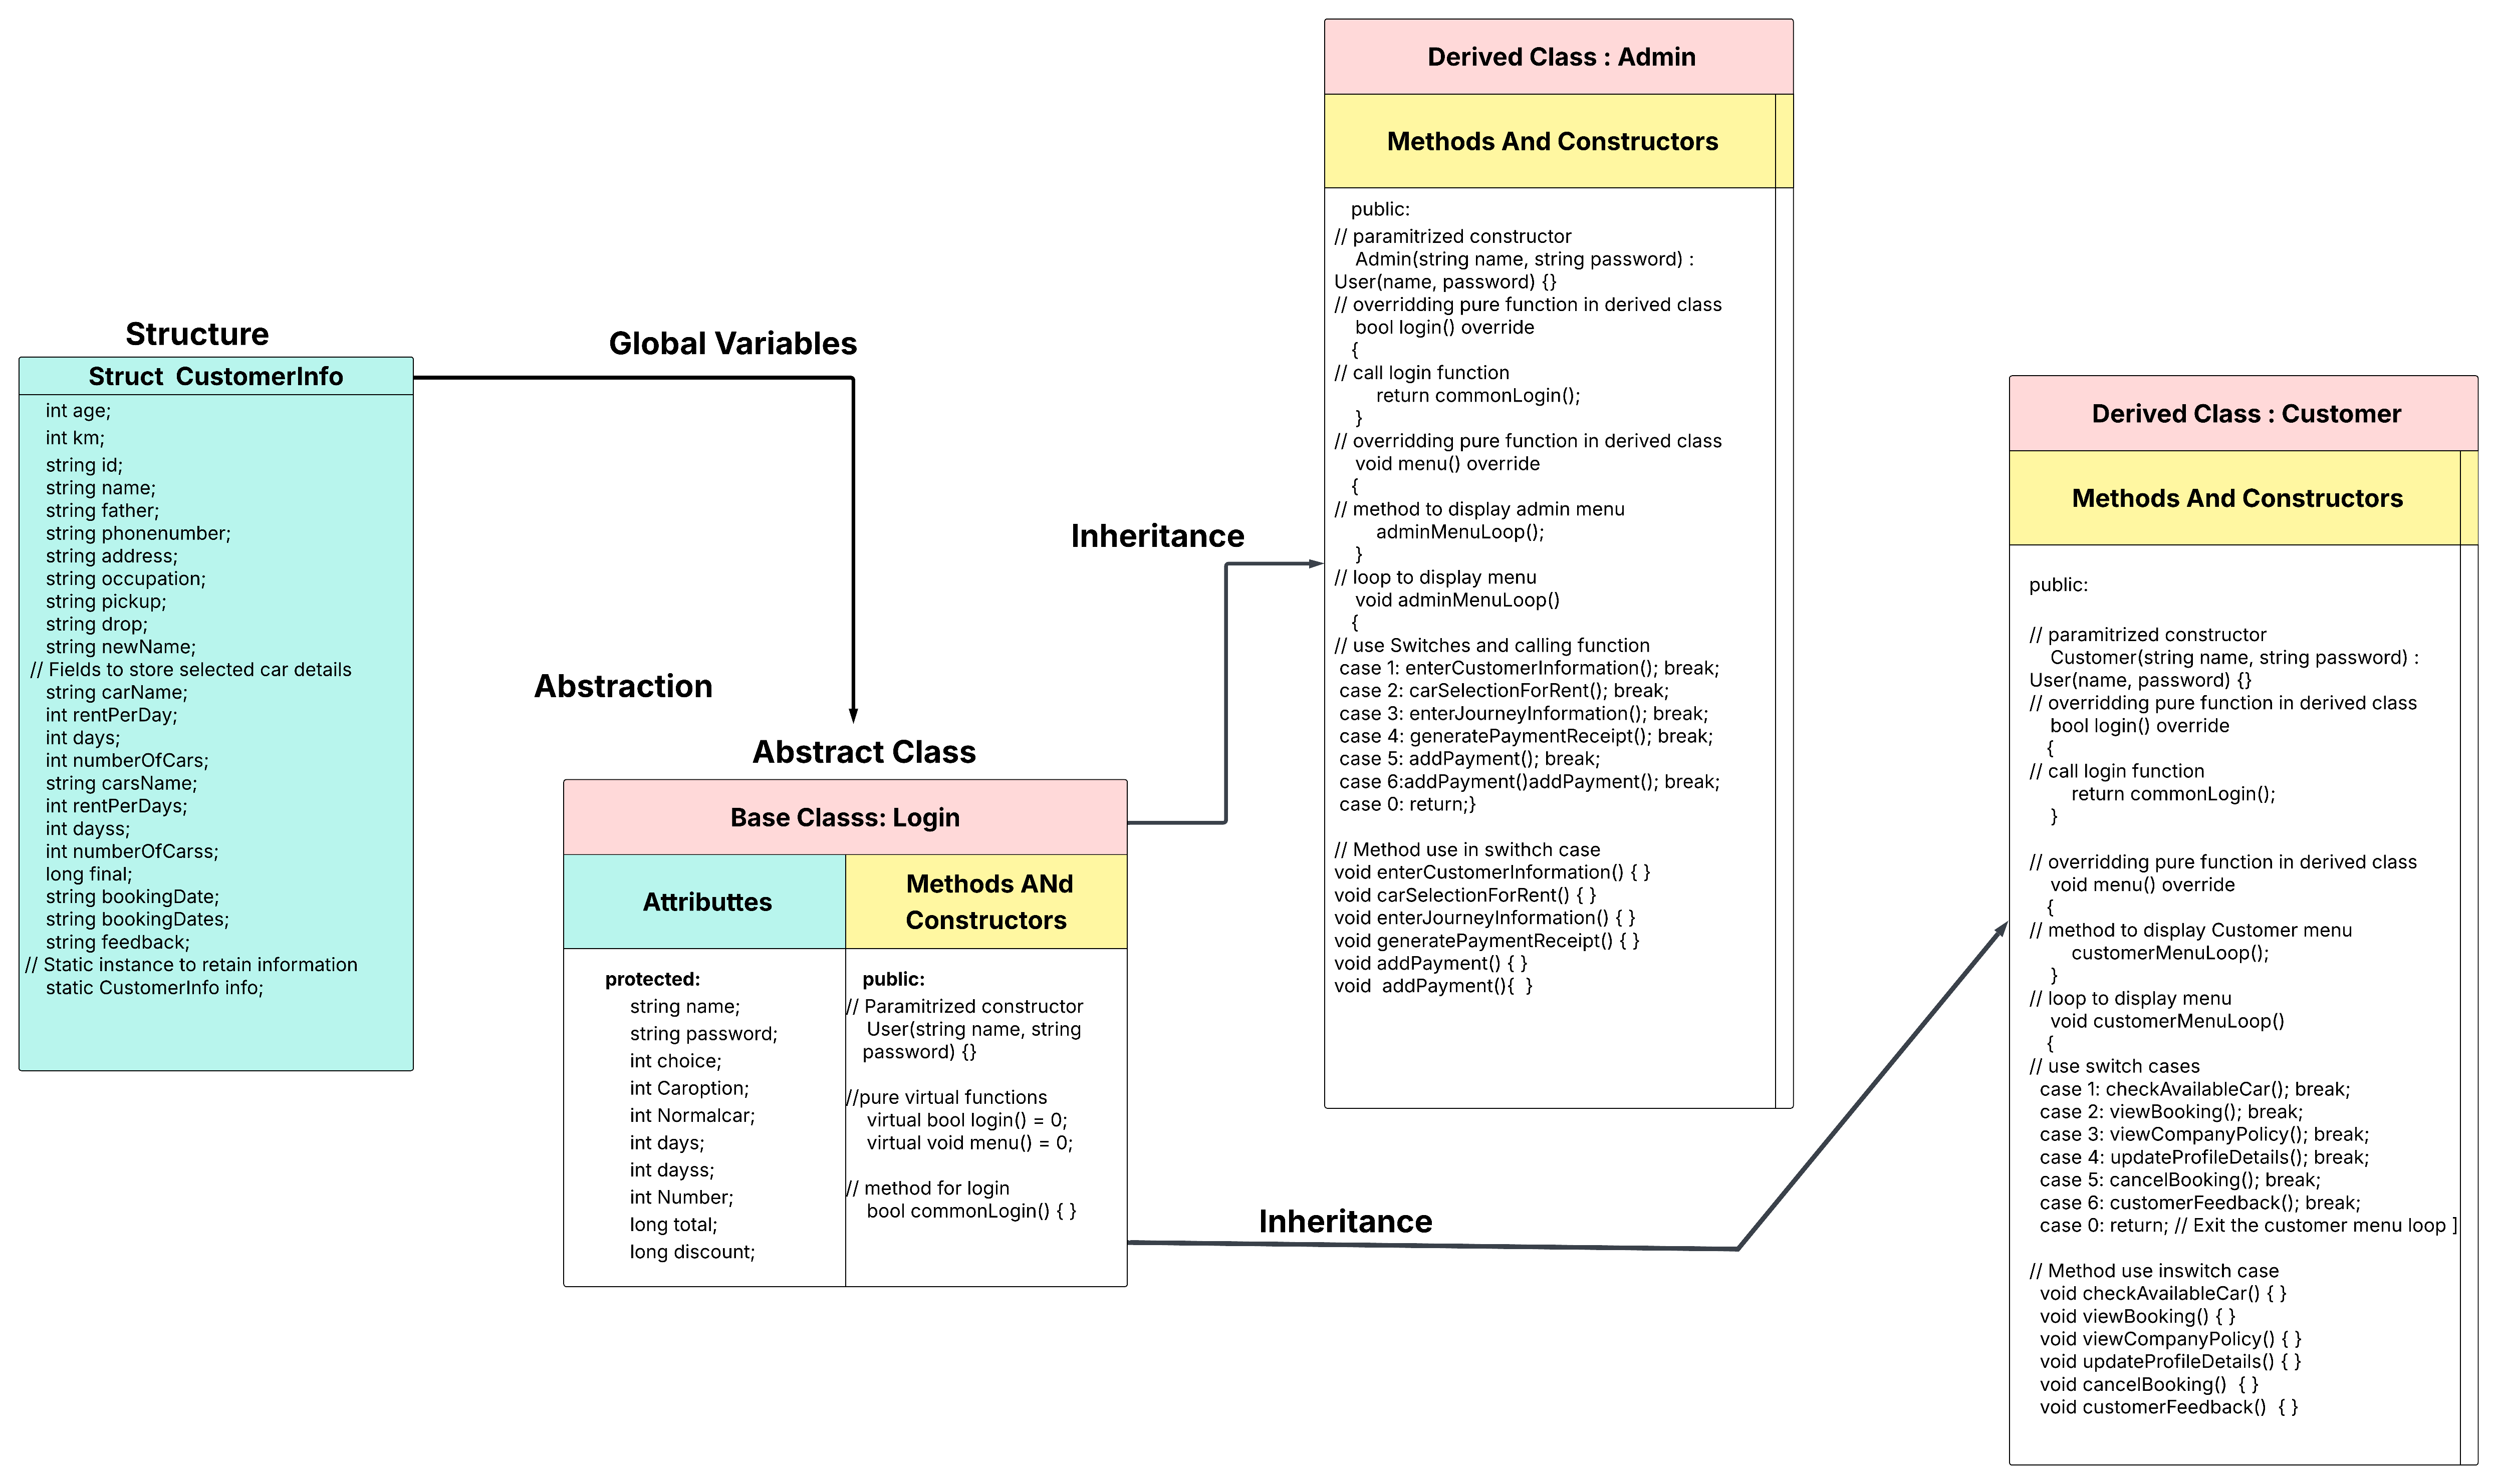 Structure
Struct  CustomerInfo
int age;
int km;
string id;
string name;
string father;
string phonenumber;
string address;
string occupation;
string pickup;
string drop;
string newName;
// Fields to store selected car details
string carName;
int rentPerDay;
int days;
int numberOfCars;
string carsName;
int rentPerDays;
int dayss;
int numberOfCarss;
long final;
string bookingDate;
string bookingDates;
string feedback;
// Static instance to retain information
static CustomerInfo info;
Global Variables
Abstraction
Abstract Class
Base Classs: Login
Attributtes
Methods ANd
Constructors
protected:
string name;
string password;
int choice;
int Caroption;
int Normalcar;
int days;
int dayss;
int Number;
long total;
long discount;
public:
// Paramitrized constructor
User(string name, string
password) {}
//pure virtual functions
virtual bool login() = 0;
virtual void menu() = 0;
// method for login
bool commonLogin() { }
Inheritance
Inheritance
Derived Class : Admin
Methods And Constructors
public:
// paramitrized constructor
Admin(string name, string password) :
User(name, password) {}
// overridding pure function in derived class
bool login() override
{
// call login function
return commonLogin();
}
// overridding pure function in derived class
void menu() override
{
// method to display admin menu
adminMenuLoop();
}
// loop to display menu
void adminMenuLoop()
{
// use Switches and calling function
case 1: enterCustomerInformation(); break;
case 2: carSelectionForRent(); break;
case 3: enterJourneyInformation(); break;
case 4: generatePaymentReceipt(); break;
case 5: addPayment(); break;
case 6:addPayment()addPayment(); break;
case 0: return;}
// Method use in swithch case
void enterCustomerInformation() { }
void carSelectionForRent() { }
void enterJourneyInformation() { }
void generatePaymentReceipt() { }
void addPayment() { }
void  addPayment(){  }
Derived Class : Customer
Methods And Constructors
public:
// paramitrized constructor
Customer(string name, string password) :
User(name, password) {}
// overridding pure function in derived class
bool login() override
{
// call login function
return commonLogin();
}
// overridding pure function in derived class
void menu() override
{
// method to display Customer menu
customerMenuLoop();
}
// loop to display menu
void customerMenuLoop()
{
// use switch cases
case 1: checkAvailableCar(); break;
case 2: viewBooking(); break;
case 3: viewCompanyPolicy(); break;
case 4: updateProfileDetails(); break;
case 5: cancelBooking(); break;
case 6: customerFeedback(); break;
case 0: return; // Exit the customer menu loop ]
// Method use inswitch case
void checkAvailableCar() { }
void viewBooking() { }
void viewCompanyPolicy() { }
void updateProfileDetails() { }
void cancelBooking()  { }
void customerFeedback()  { }